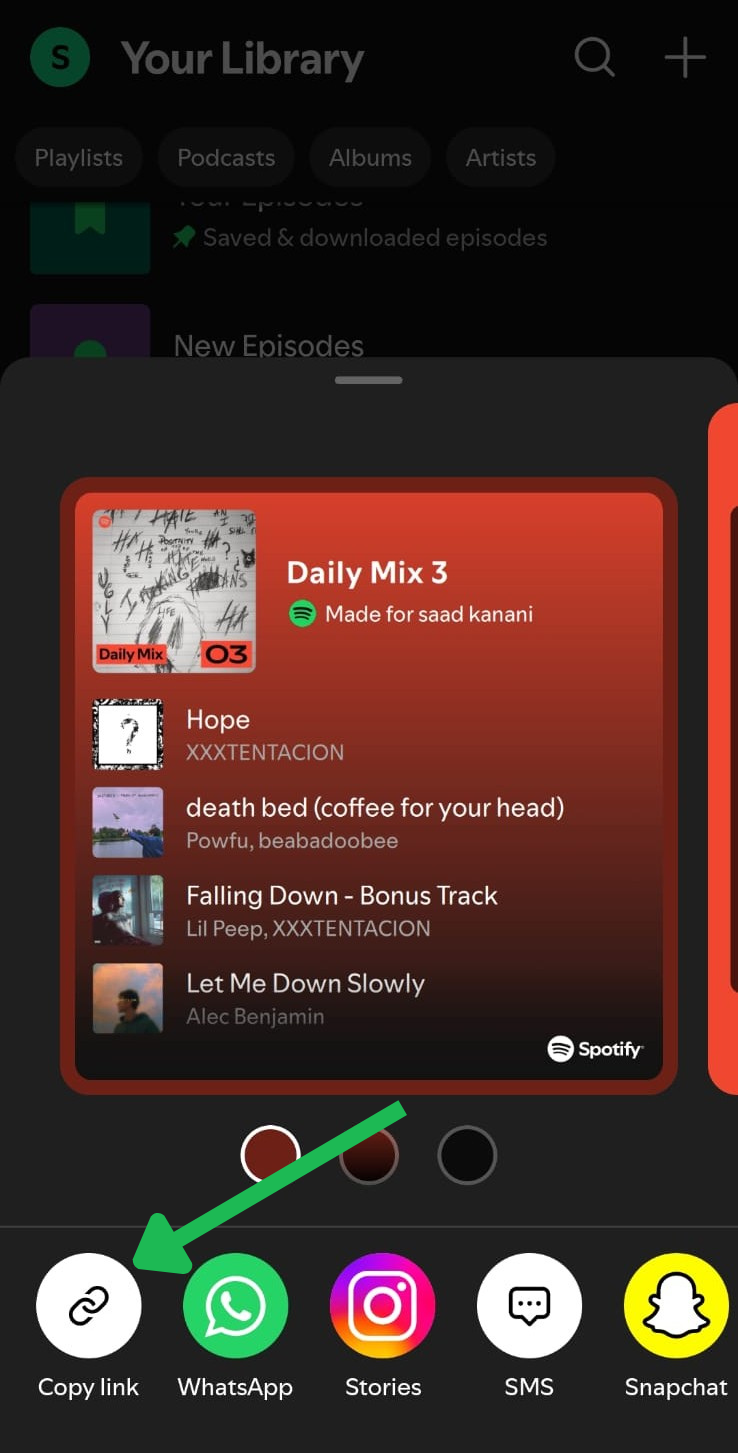 S
Your Library
Playlists
Podcasts
Albums
Artists
Your Episodes
Saved & downloaded episodes
New Episodes
Daily Mix
03
Daily Mix 3
Made for saad kanani
Hope
XXXTENTACION
death bed (coffee for your head)
Powfu, beabadoobee
Falling Down - Bonus Track
Lil Peep, XXXTENTACION
Let Me Down Slowly
Alec Benjamin
Spotify
Copy link
WhatsApp
Stories
SMS
Snapchat